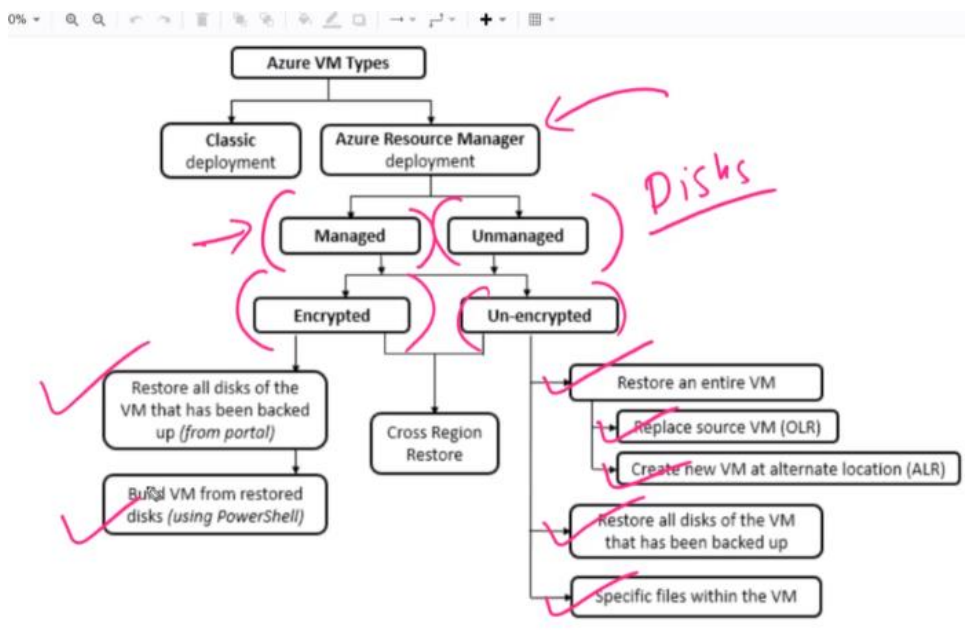 0%
Azure VM Types
Classic
deployment
Azure Resource Manager
deployment
Disks
Managed
Unmanaged
Encrypted
Un-encrypted
Restore all disks of the
VM that has been backed
up (from portal)
Build VM from restored
disks (using PowerShell)
Cross Region
Restore
Restore an entire VM
Replace source VM (OLR)
Create new VM at alternate location (ALR)
Restore all disks of the VM
that has been backed up
Specific files within the VM